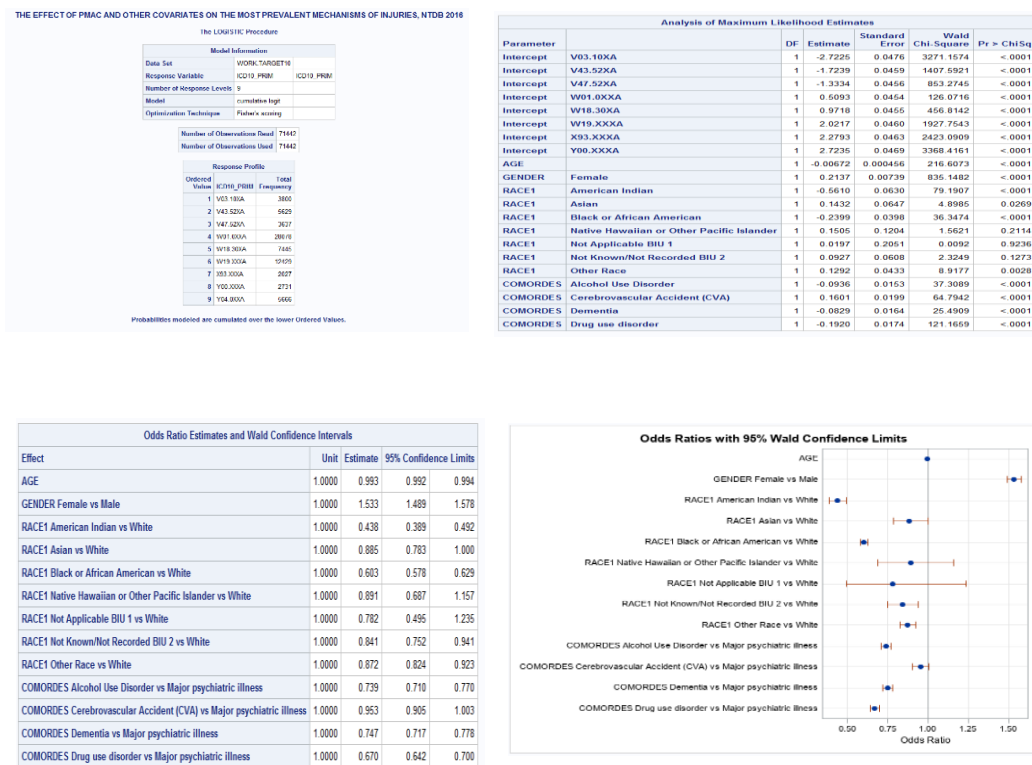 THE EFFECT OF PMAC AND OTHER COVARIATES ON THE MOST PREVALENT MECHANISMS OF INJURIES, NTDB 2016
The LOGISTIC Procedure
Model Information
Data Set WORK.TARGET16
Response Variable ICD10_PRIM ICD10_PRIM
Number of Response Levels 9
Model cumulative logit
Optimization Technique Fisher's scoring
Number of Observations Read 71442
Number of Observations Used 71442
Response Profile
Ordered Value ICD10_PRIM Total Frequency
1 V03.10XA 3800
2 V43.52XA 6629
3 V47.52XA 3637
4 W01.0XXA
5 W18.30XA 7445
6 W19.XXXA 12429
7 X93.XXXA 2027
8 Y00.XXXA 2731
9 Y04.0XXA 5666
Probabilities modeled are cumulated over the lower Ordered Values.
Analysis of Maximum Likelihood Estimates
Parameter DF Estimate Standard Error Wald Chi-Square Pr > ChiSq
Intercept V03.10XA 1 -2.7225 0.0476 3271.1574 <.0001
Intercept V43.52XA 1 -1.7239 0.0459 1407.5921 <.0001
Intercept V47.52XA 1 -1.3334 0.0456 853.2745 <.0001
Intercept W01.0XXA 1 0.5093 0.0454 126.0716 <.0001
Intercept W18.30XA 1 0.9718 0.0455 456.8142 <.0001
Intercept W19.XXXA 1 2.0217 0.0460 1927.7543 <.0001
Intercept X93.XXXA 1 2.2793 0.0463 2423.0909 <.0001
Intercept Y00.XXXA 1 2.7235 0.0469 3368.4161 <.0001
AGE 1 -0.00672 0.000456 216.6073 <.0001
GENDER Female 1 0.2137 0.00739 835.1482 <.0001
RACE1 American Indian 1 -0.5610 0.0630 79.1907 <.0001
RACE1 Asian 1 0.1432 0.0647 4.8985 0.0269
RACE1 Black or African American 1 -0.2399 0.0398 36.3474 <.0001
RACE1 Native Hawaiian or Other Pacific Islander 1 0.1505 0.1204 1.5621 0.2114
RACE1 Not Applicable BIU 1 1 0.0197 0.2051 0.0092 0.9236
RACE1 Not Known/Not Recorded BIU 2 1 0.0927 0.0608 2.3249 0.1273
RACE1 Other Race 1 0.1292 0.0433 8.9177 0.0028
COMORDES Alcohol Use Disorder 1 -0.0936 0.0153 37.3089 <.0001
COMORDES Cerebrovascular Accident (CVA) 1 0.1601 0.0199 64.7942 <.0001
COMORDES Dementia 1 -0.0829 0.0164 25.4909 <.0001
COMORDES Drug use disorder 1 -0.1920 0.0174 121.1659 <.0001
Odds Ratio Estimates and Wald Confidence Intervals
Effect Unit Estimate 95% Confidence Limits
AGE 1.0000 0.993 0.992 0.994
GENDER Female vs Male 1.0000 1.533 1.489 1.578
RACE1 American Indian vs White 1.0000 0.438 0.389 0.492
RACE1 Asian vs White 1.0000 0.885 0.783 1.000
RACE1 Black or African American vs White 1.0000 0.603 0.578 0.629
RACE1 Native Hawaiian or Other Pacific Islander vs White 1.0000 0.891 0.687 1.157
RACE1 Not Applicable BIU 1 vs White 1.0000 0.782 0.495 1.235
RACE1 Not Known/Not Recorded BIU 2 vs White 1.0000 0.841 0.752 0.941
RACE1 Other Race vs White 1.0000 0.872 0.824 0.923
COMORDES Alcohol Use Disorder vs Major psychiatric illness 1.0000 0.739 0.710 0.770
COMORDES Cerebrovascular Accident (CVA) vs Major psychiatric illness 1.0000 0.953 0.905 1.003
COMORDES Dementia vs Major psychiatric illness 1.0000 0.747 0.717 0.778
COMORDES Drug use disorder vs Major psychiatric illness 1.0000 0.670 0.642 0.700
Odds Ratios with 95% Wald Confidence Limits
AGE
GENDER Female vs Male
RACE1 American Indian vs White
RACE1 Asian vs White
RACE1 Black or African American vs White
RACE1 Native Hawaiian or Other Pacific Islander vs White
RACE1 Not Applicable BIU 1 vs White
RACE1 Not Known/Not Recorded BIU 2 vs White
RACE1 Other Race vs White
COMORDES Alcohol Use Disorder vs Major psychiatric illness
COMORDES Cerebrovascular Accident (CVA) vs Major psychiatric illness
COMORDES Dementia vs Major psychiatric illness
COMORDES Drug use disorder vs Major psychiatric illness
0.50 0.75 1.00 1.25 1.50
Odds Ratio